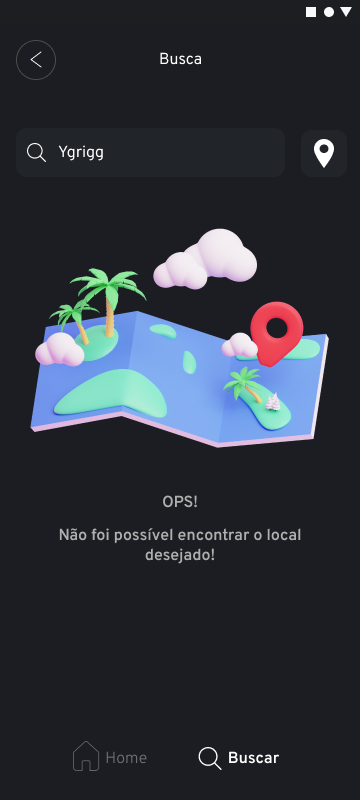 Busca
Ygrigg
OPS!
Não foi possível encontrar o local
desejado!
Home
Buscar